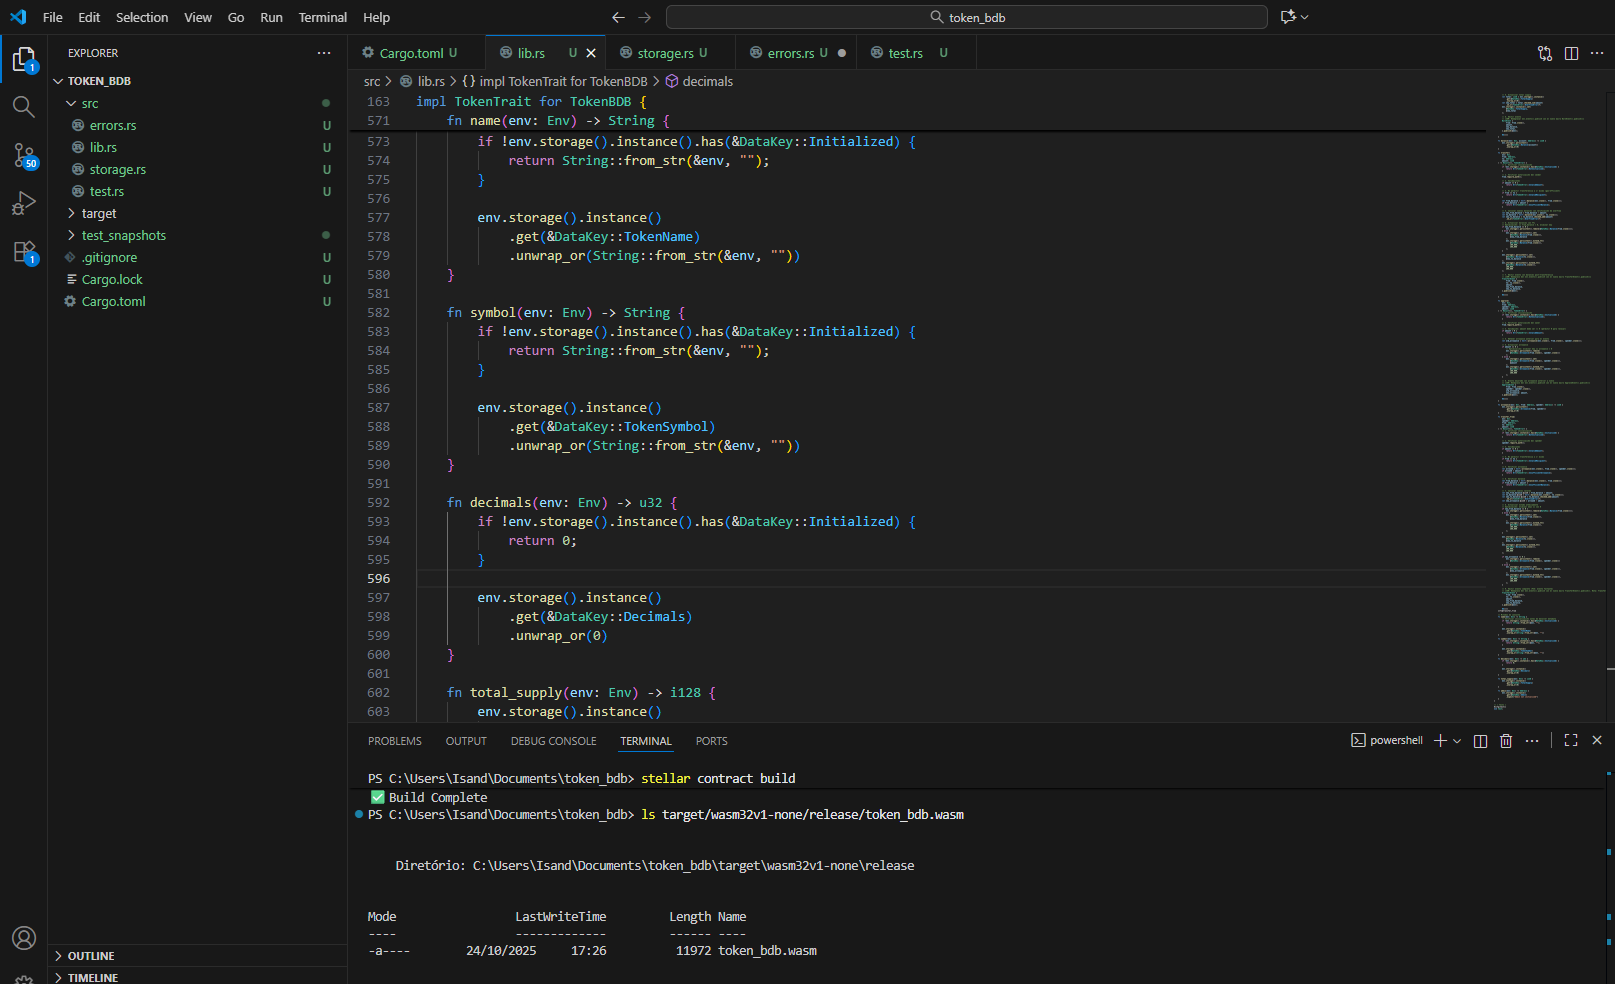 File Edit Selection View Go Run Terminal Help
token_bdb
EXPLORER
TOKEN_BDB
src
errors.rs U
lib.rs U
storage.rs U
test.rs U
target
test_snapshots
.gitignore U
Cargo.lock U
Cargo.toml U
OUTLINE
TIMELINE
1
50
1
Cargo.toml U lib.rs U storage.rs U errors.rs U test.rs U
src > lib.rs > {} impl TokenTrait for TokenBDB > decimals
163 impl TokenTrait for TokenBDB {
571 fn name(env: Env) -> String {
573 if !env.storage().instance().has(&DataKey::Initialized) {
574 return String::from_str(&env, "");
575 }
576
577 env.storage().instance()
578 .get(&DataKey::TokenName)
579 .unwrap_or(String::from_str(&env, ""))
580 }
581
582 fn symbol(env: Env) -> String {
583 if !env.storage().instance().has(&DataKey::Initialized) {
584 return String::from_str(&env, "");
585 }
586
587 env.storage().instance()
588 .get(&DataKey::TokenSymbol)
589 .unwrap_or(String::from_str(&env, ""))
590 }
591
592 fn decimals(env: Env) -> u32 {
593 if !env.storage().instance().has(&DataKey::Initialized) {
594 return 0;
595 }
596
597 env.storage().instance()
598 .get(&DataKey::Decimals)
599 .unwrap_or(0)
600 }
601
602 fn total_supply(env: Env) -> i128 {
603 env.storage().instance()
PROBLEMS OUTPUT DEBUG CONSOLE TERMINAL PORTS
powershell
PS C:\Users\Isand\Documents\token_bdb> stellar contract build
✅ Build Complete
PS C:\Users\Isand\Documents\token_bdb> ls target/wasm32v1-none/release/token_bdb.wasm
Diretório: C:\Users\Isand\Documents\token_bdb\target\wasm32v1-none\release
Mode LastWriteTime Length Name
---- ------------- ------ ----
-a---- 24/10/2025 17:26 11972 token_bdb.wasm